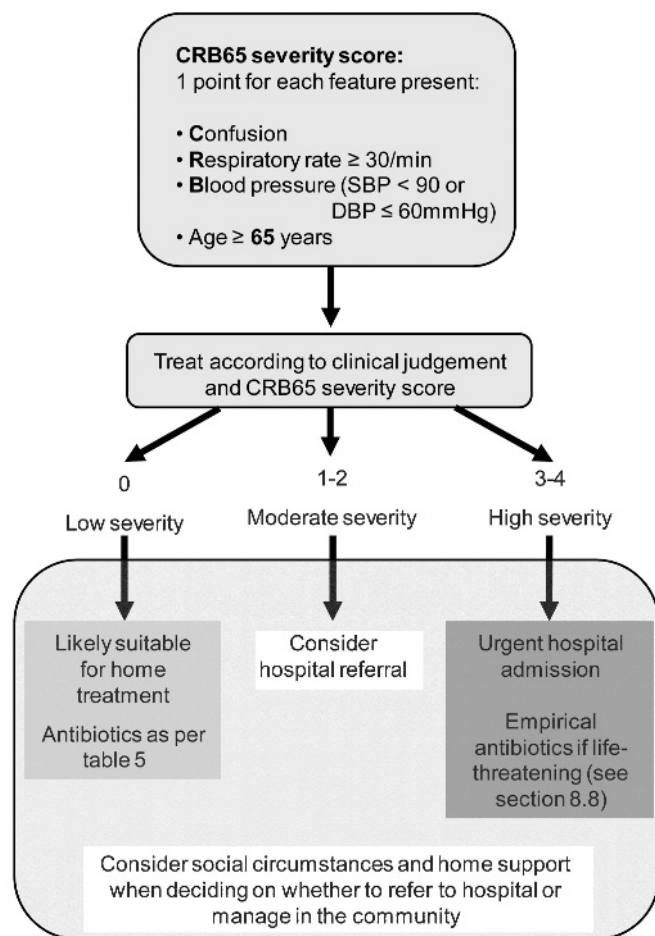 CRB65 severity score:
1 point for each feature present:
• Confusion
• Respiratory rate ≥ 30/min
• Blood pressure (SBP < 90 or
DBP ≤ 60mmHg)
• Age ≥ 65 years
Treat according to clinical judgement
and CRB65 severity score
0
Low severity
1-2
Moderate severity
3-4
High severity
Likely suitable
for home
treatment
Antibiotics as per
table 5
Consider
hospital referral
Urgent hospital
admission
Empirical
antibiotics if life-
threatening (see
section 8.8)
Consider social circumstances and home support
when deciding on whether to refer to hospital or
manage in the community